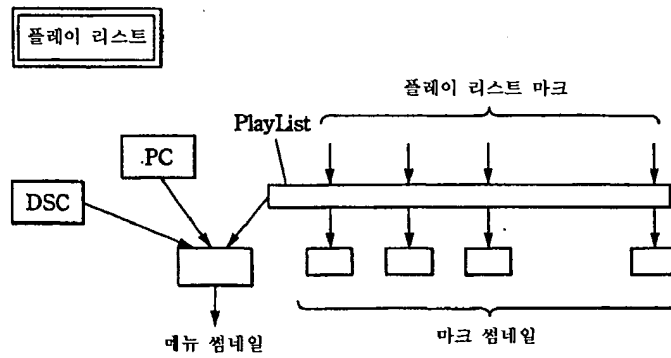 플레이 리스트
플레이 리스트 마크
PlayList
PC
DSC
메뉴 썸네일
마크 썸네일